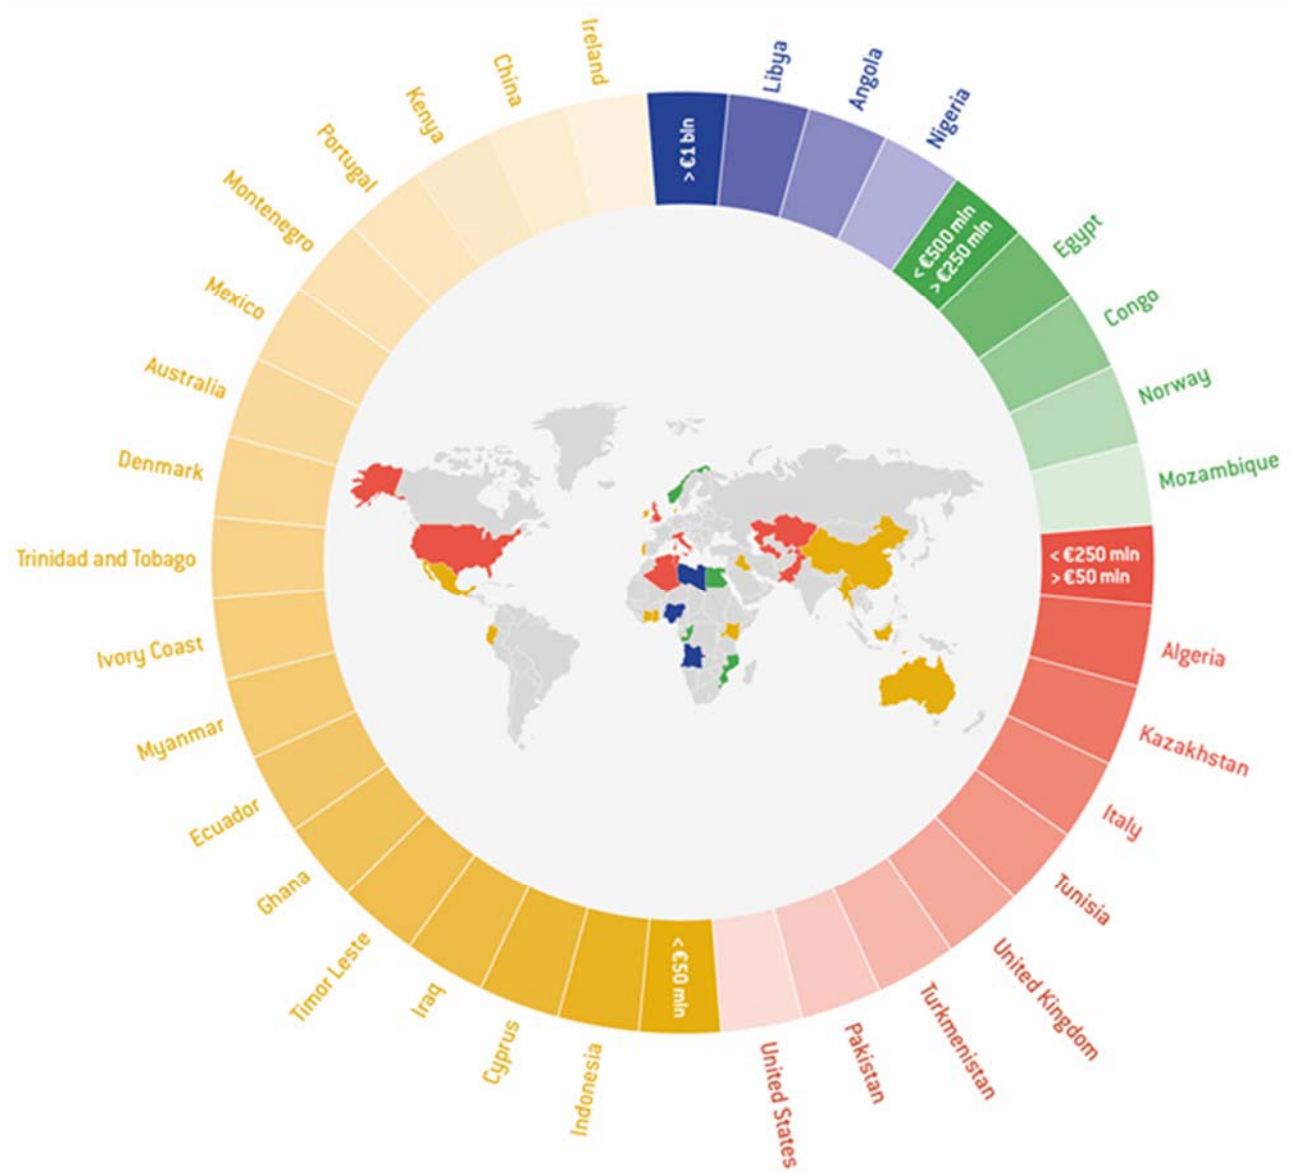 > €1 bln
Libya
Angola
Nigeria
< €500 mln
> €250 mln
Egypt
Congo
Norway
Mozambique
< €250 mln
> €50 mln
Algeria
Kazakhstan
Italy
Tunisia
United Kingdom
Turkmenistan
Pakistan
United States
< €50 mln
Indonesia
Cyprus
Iraq
Timor Leste
Ghana
Ecuador
Myanmar
Ivory Coast
Trinidad and Tobago
Denmark
Australia
Mexico
Montenegro
Portugal
Kenya
China
Ireland